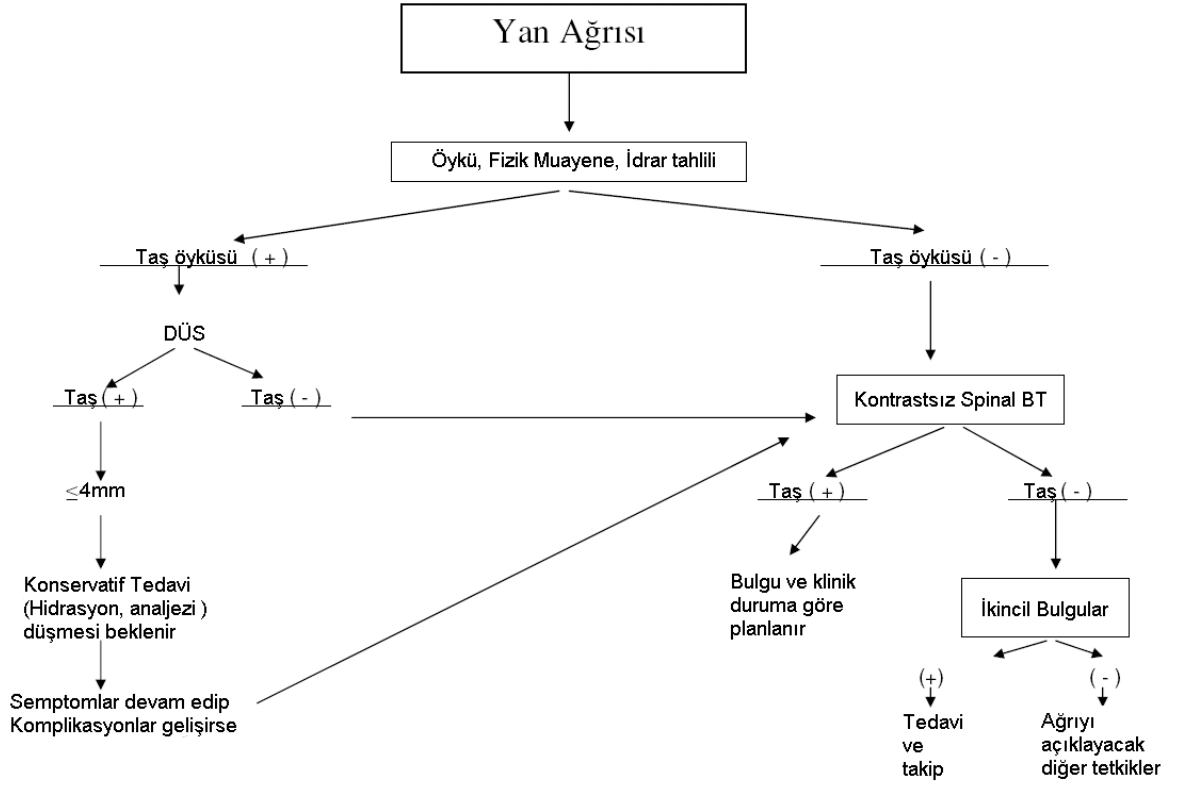 Yan Ağrısı
Öykü, Fizik Muayene, İdrar tahlili
Taş öyküsü ( + )
Taş öyküsü ( - )
DÜS
Taş ( + )
Taş ( - )
Kontrastsız Spinal BT
≤4mm
Taş ( + )
Taş ( - )
Konservatif Tedavi
(Hidrasyon, analjezi )
düşmesi beklenir
Bulgu ve klinik
duruma göre
planlanır
İkincil Bulgular
Semptomlar devam edip
Komplikasyonlar gelişirse
(+)
( - )
Tedavi
ve
takip
Ağrıyı
açıklayacak
diğer tetkikler